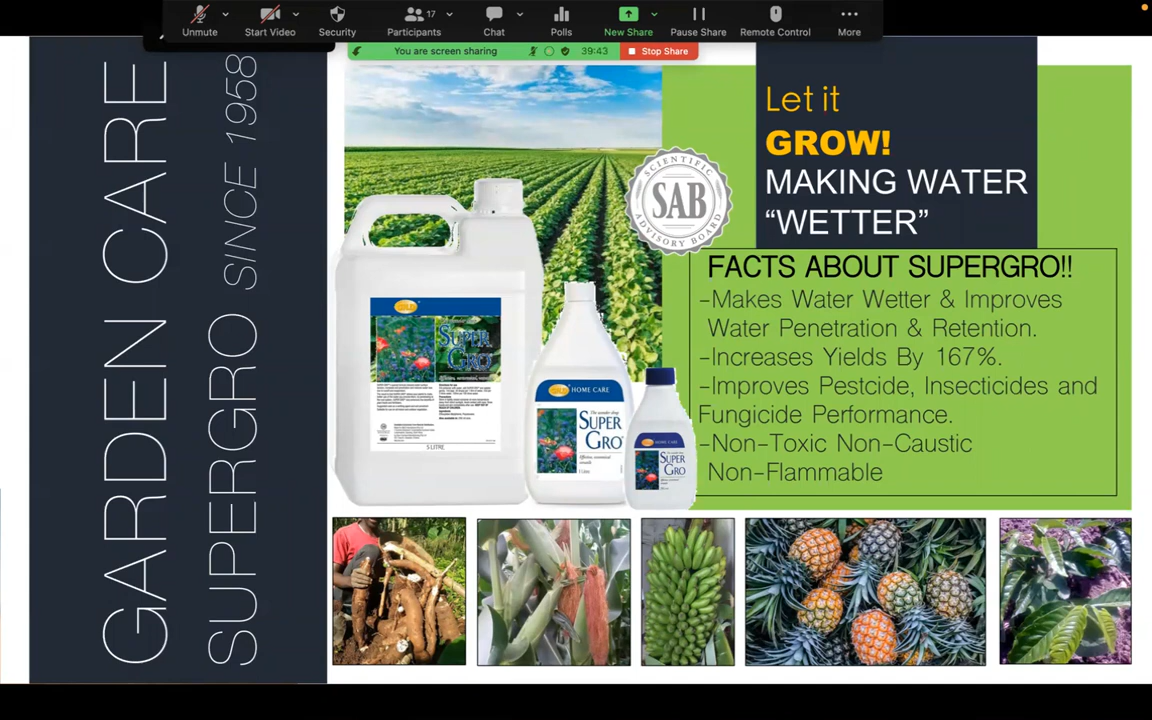 Unmute
Start Video
Security
17
Participants
Chat
Polls
New Share
Pause Share
Remote Control
More
You are screen sharing
39:43
Stop Share
GARDEN CARE
SUPERGRO SINCE 1958
Let it
GROW!
MAKING WATER
“WETTER”
SCIENTIFIC
SAB
ADVISORY BOARD
FACTS ABOUT SUPERGRO!!
-Makes Water Wetter & Improves
Water Penetration & Retention.
-Increases Yields By 167%.
-Improves Pestcide, Insecticides and
Fungicide Performance.
-Non-Toxic Non-Caustic
Non-Flammable
SUPER
GRO
5 LITRE
HOME CARE
SUPER
GRO
HOME CARE
SUPER
GRO